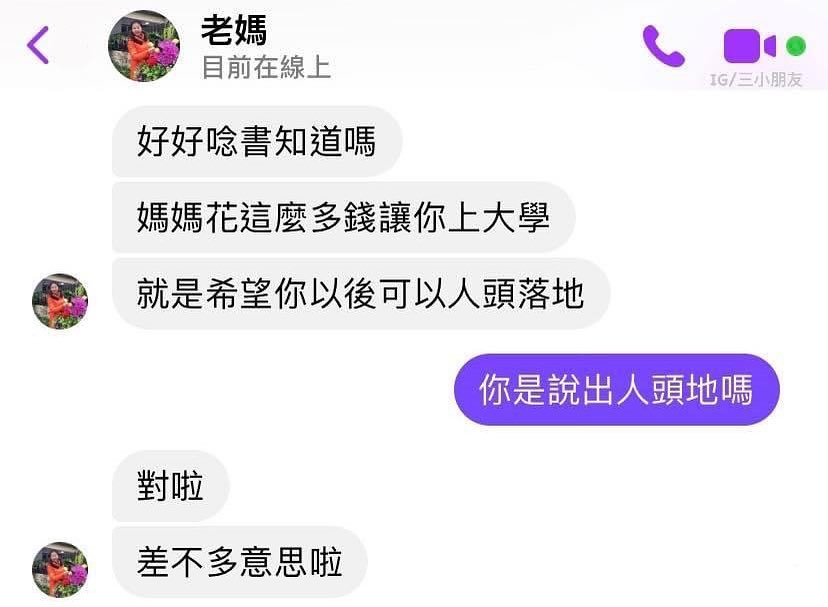 老媽
目前在線上
IG/三小朋友
好好唸書知道嗎
媽媽花這麼多錢讓你上大學
就是希望你以後可以人頭落地
你是說出人頭地嗎
對啦
差不多意思啦